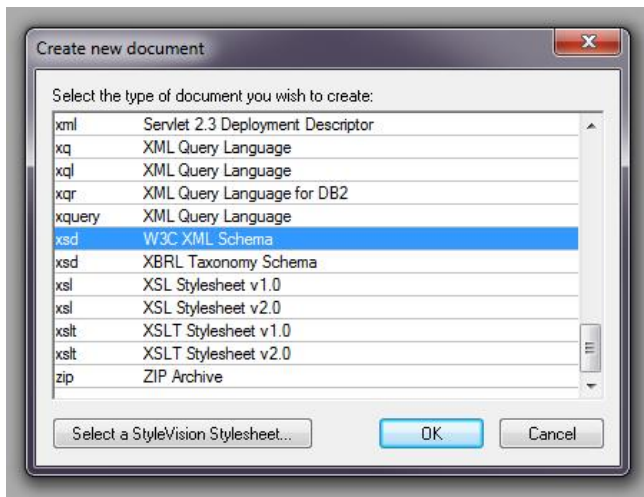 Create new document
Select the type of document you wish to create:
xml Servlet 2.3 Deployment Descriptor
xq XML Query Language
xql XML Query Language
xqr XML Query Language for DB2
xquery XML Query Language
xsd W3C XML Schema
xsd XBRL Taxonomy Schema
xsl XSL Stylesheet v1.0
xsl XSL Stylesheet v2.0
xslt XSLT Stylesheet v1.0
xslt XSLT Stylesheet v2.0
zip ZIP Archive
Select a StyleVision Stylesheet... OK Cancel